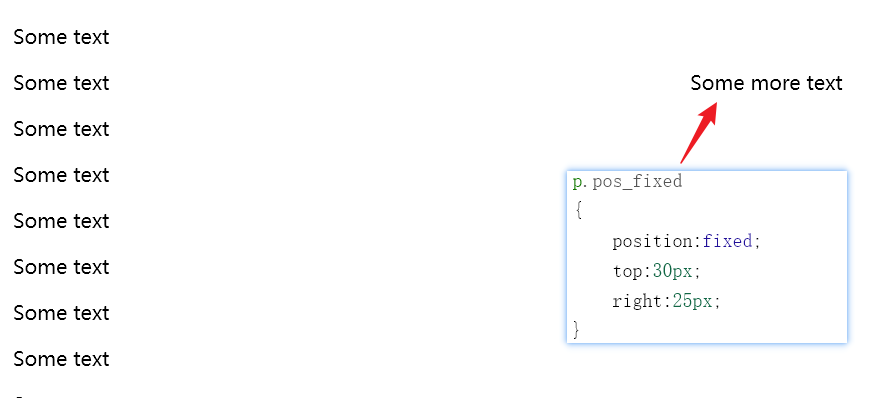 Some text
Some text
Some more text
Some text
Some text
p.pos_fixed
{
Some text
position:fixed;
Some text
top:30px;
right:25px;
Some text
}
Some text